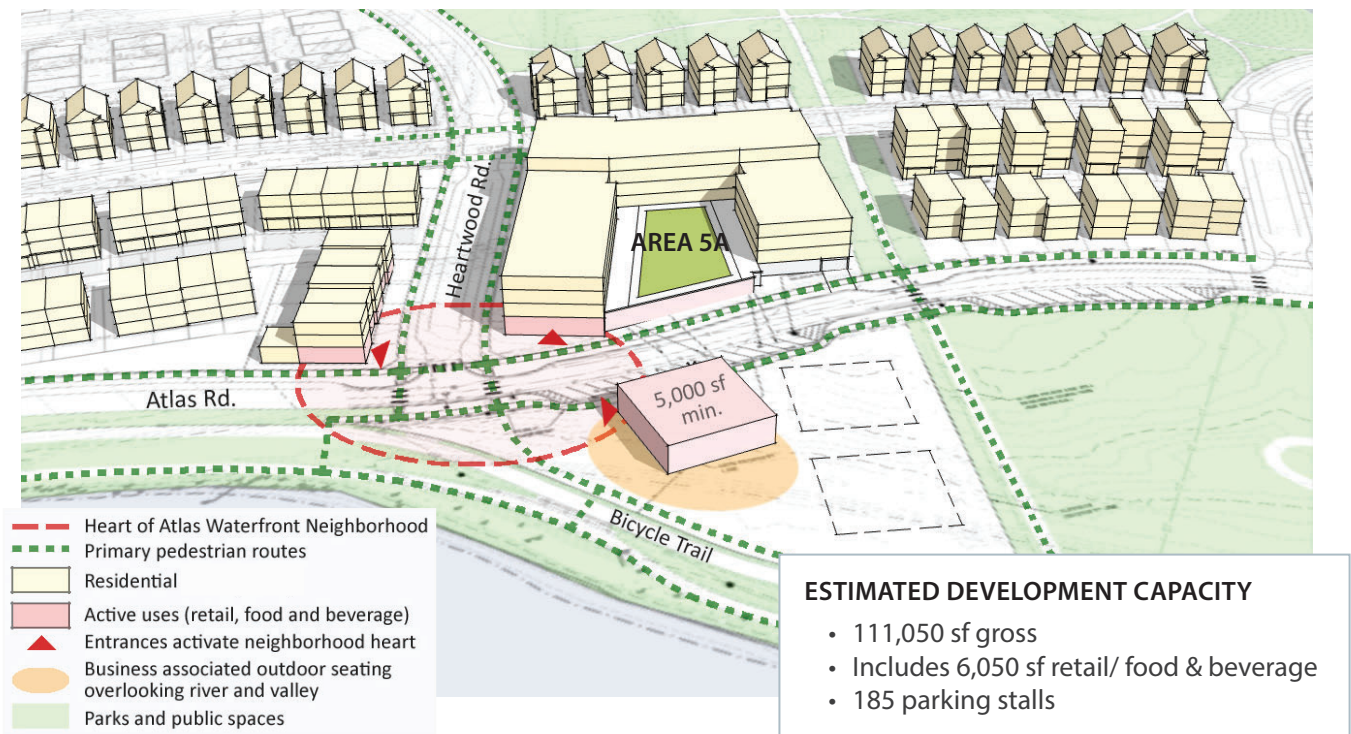 Heartwood Rd.
AREA 5A
Atlas Rd.
5,000 sf
min.
Bicycle Trail
Heart of Atlas Waterfront Neighborhood
Primary pedestrian routes
Residential
Active uses (retail, food and beverage)
Entrances activate neighborhood heart
Business associated outdoor seating
overlooking river and valley
Parks and public spaces
ESTIMATED DEVELOPMENT CAPACITY
• 111,050 sf gross
• Includes 6,050 sf retail/ food & beverage
• 185 parking stalls